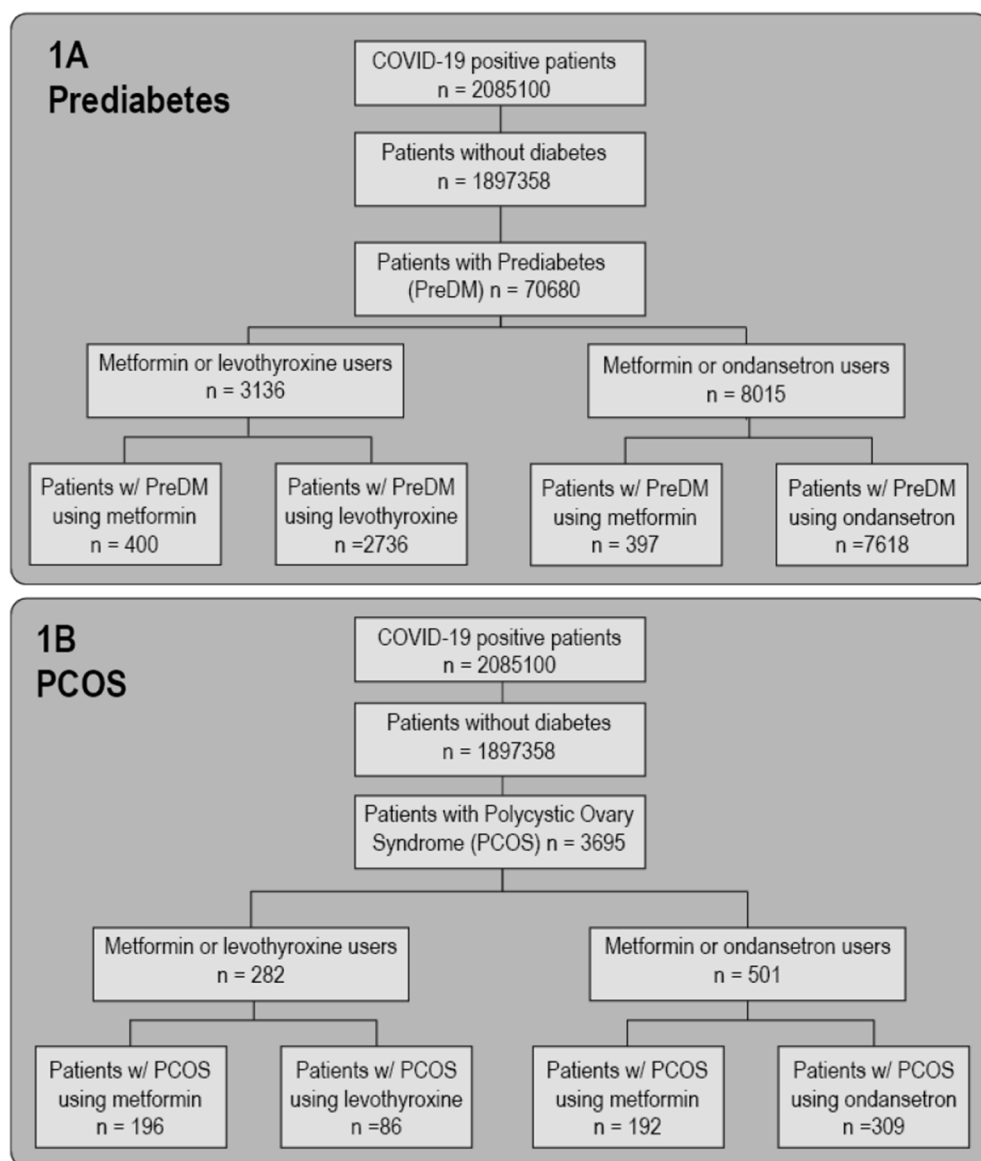 1A
Prediabetes
COVID-19 positive patients
n = 2085100
Patients without diabetes
n = 1897358
Patients with Prediabetes
(PreDM) n = 70680
Metformin or levothyroxine users
n = 3136
Metformin or ondansetron users
n = 8015
Patients w/ PreDM
using metformin
n = 400
Patients w/ PreDM
using levothyroxine
n =2736
Patients w/ PreDM
using metformin
n = 397
Patients w/ PreDM
using ondansetron
n =7618
1B
PCOS
COVID-19 positive patients
n = 2085100
Patients without diabetes
n = 1897358
Patients with Polycystic Ovary
Syndrome (PCOS) n = 3695
Metformin or levothyroxine users
n = 282
Metformin or ondansetron users
n = 501
Patients w/ PCOS
using metformin
n = 196
Patients w/ PCOS
using levothyroxine
n =86
Patients w/ PCOS
using metformin
n = 192
Patients w/ PCOS
using ondansetron
n =309